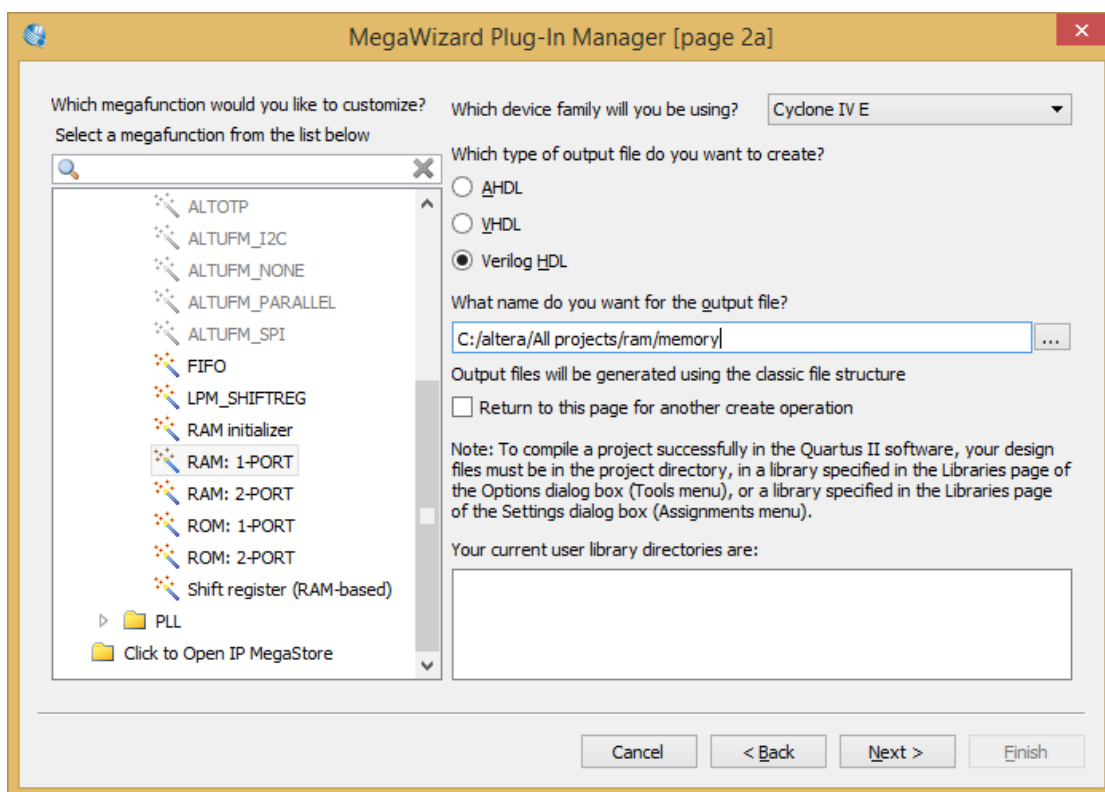 MegaWizard Plug-In Manager [page 2a]
Which megafunction would you like to customize?
Select a megafunction from the list below
ALTOTP
ALTUFM_I2C
ALTUFM_NONE
ALTUFM_PARALLEL
ALTUFM_SPI
FIFO
LPM_SHIFTREG
RAM initializer
RAM: 1-PORT
RAM: 2-PORT
ROM: 1-PORT
ROM: 2-PORT
Shift register (RAM-based)
PLL
Click to Open IP MegaStore
Which device family will you be using?
Cyclone IV E
Which type of output file do you want to create?
AHDL
VHDL
Verilog HDL
What name do you want for the output file?
C:/altera/All projects/ram/memory
...
Output files will be generated using the classic file structure
Return to this page for another create operation
Note: To compile a project successfully in the Quartus II software, your design
files must be in the project directory, in a library specified in the Libraries page of
the Options dialog box (Tools menu), or a library specified in the Libraries page
of the Settings dialog box (Assignments menu).
Your current user library directories are:
Cancel
< Back
Next >
Finish